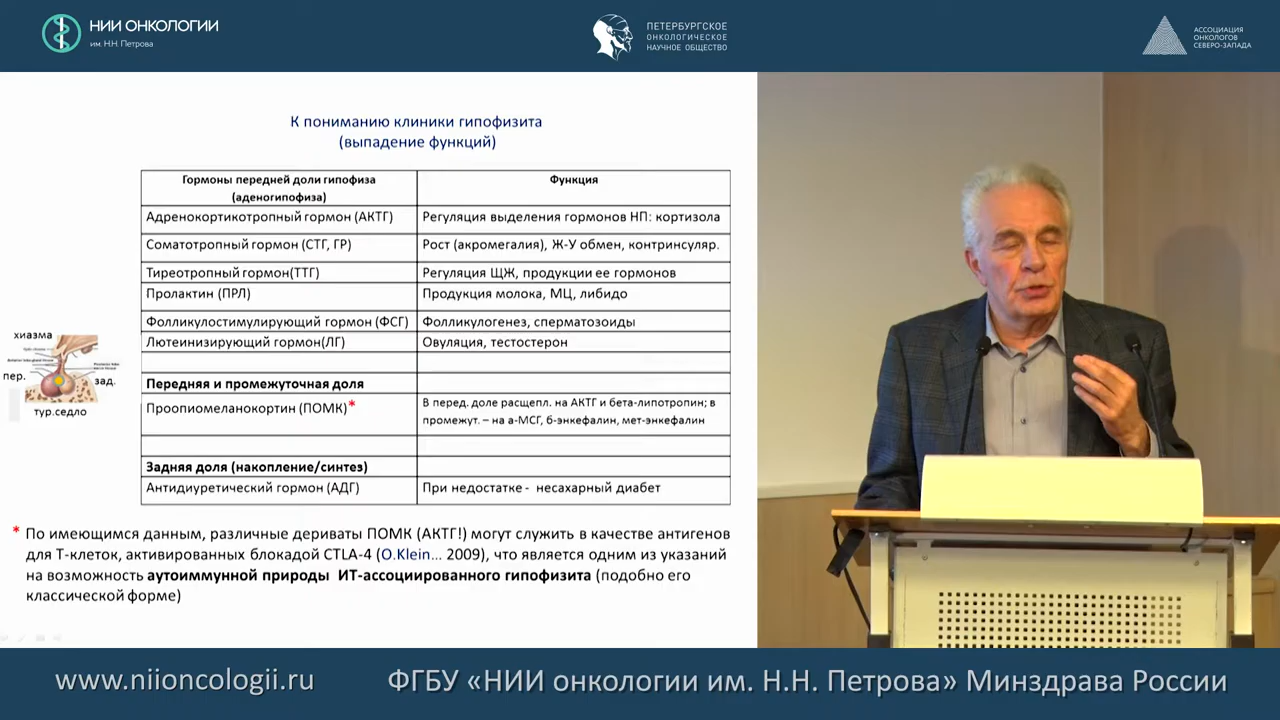 НИИ ОНКОЛОГИИ
им. Н.Н. Петрова
ПЕТЕРБУРГСКОЕ
ОНКОЛОГИЧЕСКОЕ
НАУЧНОЕ ОБЩЕСТВО
АССОЦИАЦИЯ
ОНКОЛОГОВ
СЕВЕРО-ЗАПАДА
К пониманию клиники гипофизита
(выпадение функций)
Гормоны передней доли гипофиза
(аденогипофиза)
Функция
Адренокортикотропный гормон (АКТГ)
Регуляция выделения гормонов НП: кортизола
Соматотропный гормон (СТГ, ГР)
Рост (акромегалия), Ж-У обмен, контринсуляр.
Тиреотропный гормон(ТТГ)
Регуляция ЩЖ, продукции ее гормонов
Пролактин (ПРЛ)
Продукция молока, МЦ, либидо
Фолликулостимулирующий гормон (ФСГ)
Фолликулогенез, сперматозоиды
Лютеинизирующий гормон(ЛГ)
Овуляция, тестостерон
Передняя и промежуточная доля
Проопиомеланокортин (ПОМК)*
В перед. доле расщепл. на АКТГ и бета-липотропин; в
промежут. – на а-МСГ, б-энкефалин, мет-энкефалин
Задняя доля (накопление/синтез)
Антидиуретический гормон (АДГ)
При недостатке - несахарный диабет
хиазма
пер.
зад.
тур.седло
* По имеющимся данным, различные дериваты ПОМК (АКТГ!) могут служить в качестве антигенов
для Т-клеток, активированных блокадой CTLA-4 (O.Klein... 2009), что является одним из указаний
на возможность аутоиммунной природы ИТ-ассоциированного гипофизита (подобно его
классической форме)
www.niioncologii.ru
ФГБУ «НИИ онкологии им. Н.Н. Петрова» Минздрава России